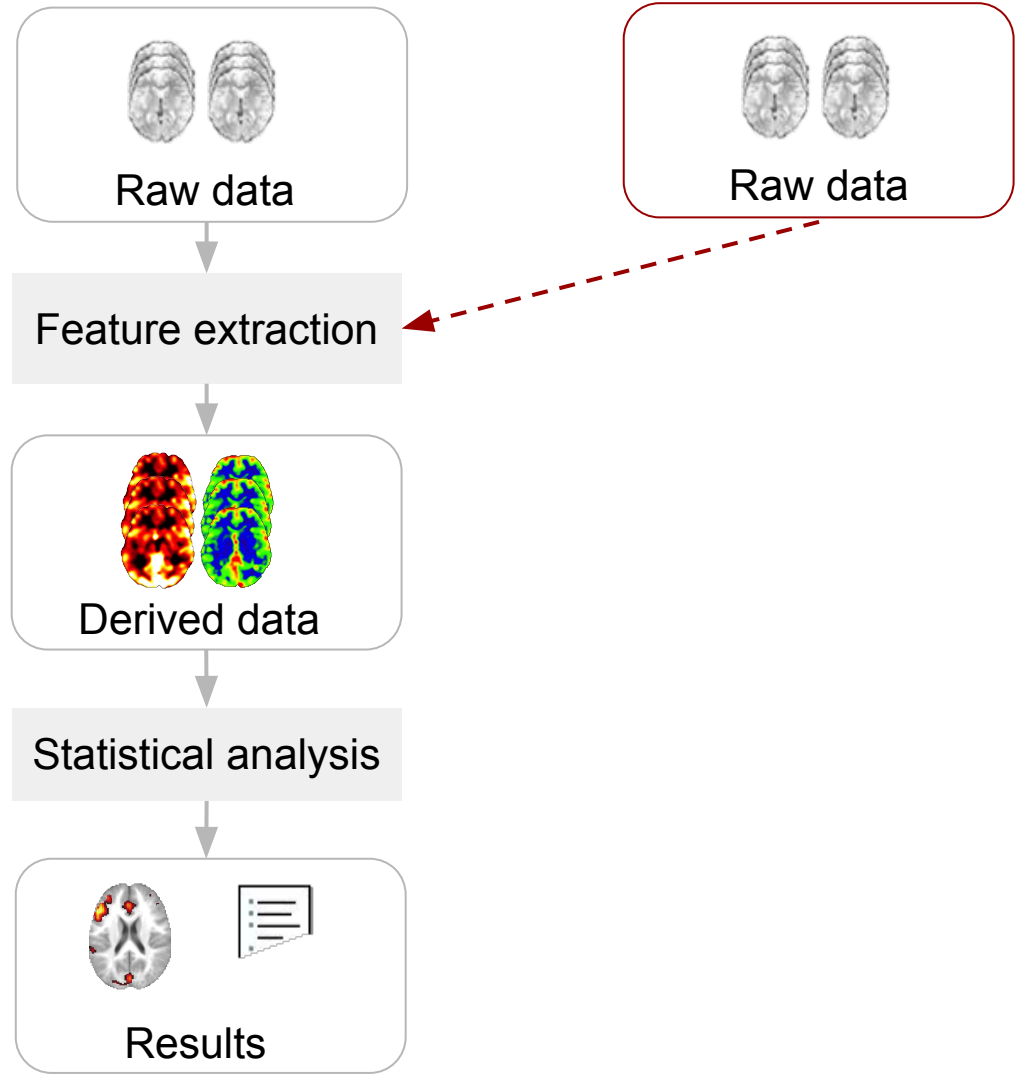 Raw data
Raw data
Feature extraction
Derived data
Statistical analysis
Results